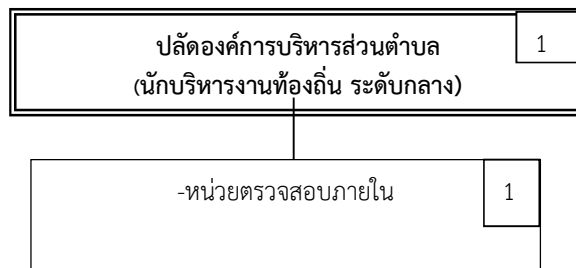 ปลัดองค์การบริหารส่วนตำบล 1
(นักบริหารงานท้องถิ่น ระดับกลาง)
-หน่วยตรวจสอบภายใน 1